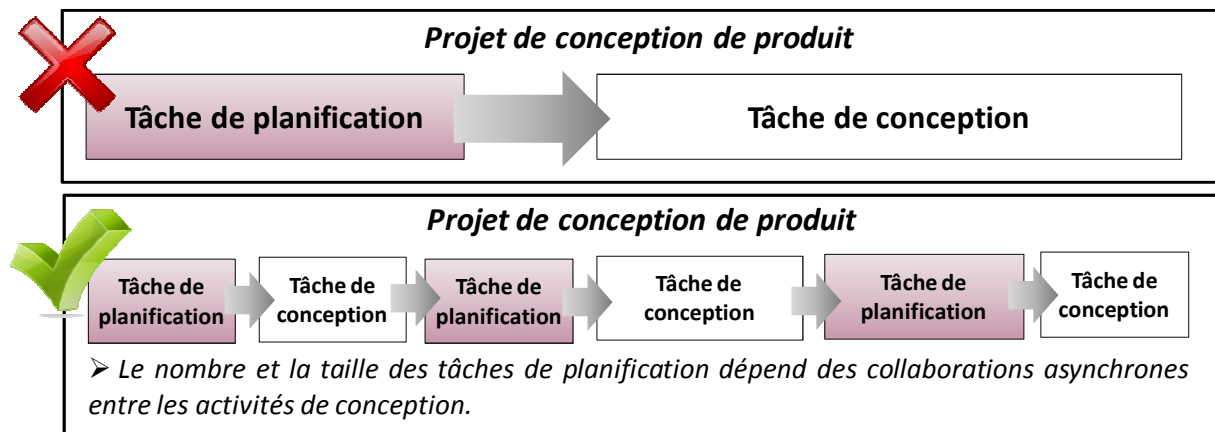 Projet de conception de produit
Tâche de planification
Tâche de conception
Projet de conception de produit
Tâche de
planification
Tâche de
conception
Tâche de
planification
Tâche de
conception
Tâche de
planification
Tâche de
conception
➢ Le nombre et la taille des tâches de planification dépend des collaborations asynchrones
entre les activités de conception.